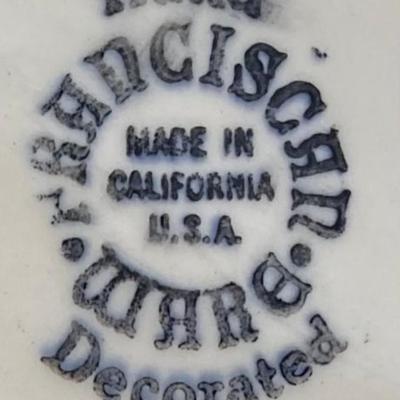 FRANCISCAN
MADE IN
CALIFORNIA
U.S.A.
WARE
Decorated